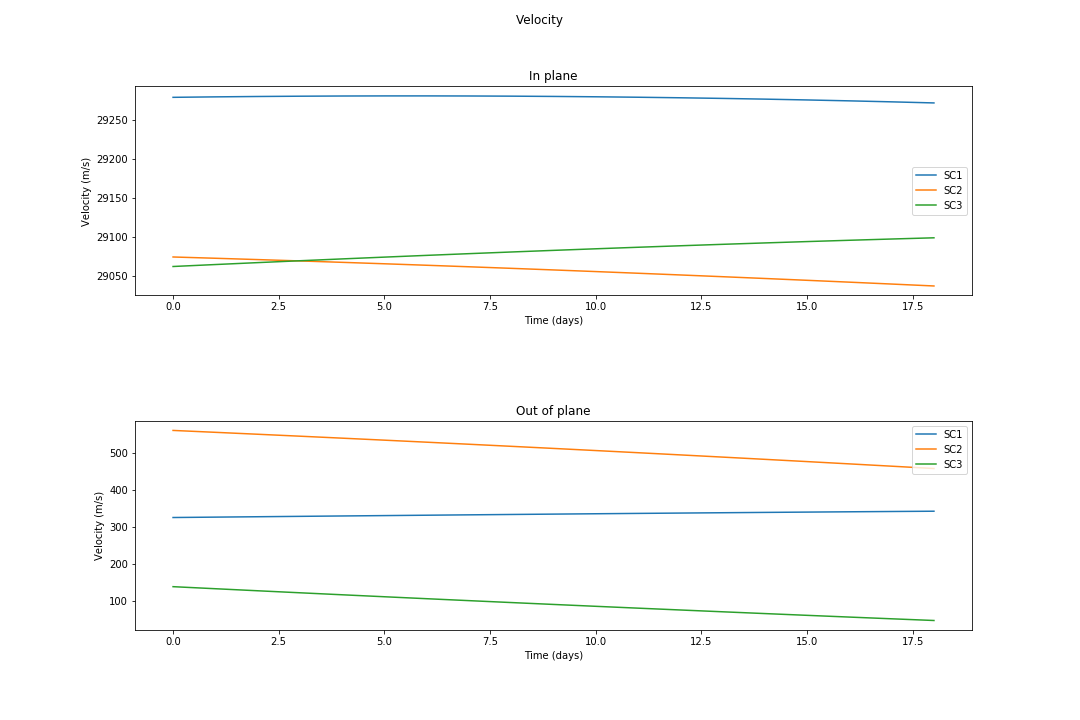 Velocity
In plane
29250
29200
29150
29100
29050
Velocity (m/s)
SC1
SC2
SC3
0.0 2.5 5.0 7.5 10.0 12.5 15.0 17.5
Time (days)
Out of plane
500
400
300
200
100
Velocity (m/s)
SC1
SC2
SC3
0.0 2.5 5.0 7.5 10.0 12.5 15.0 17.5
Time (days)